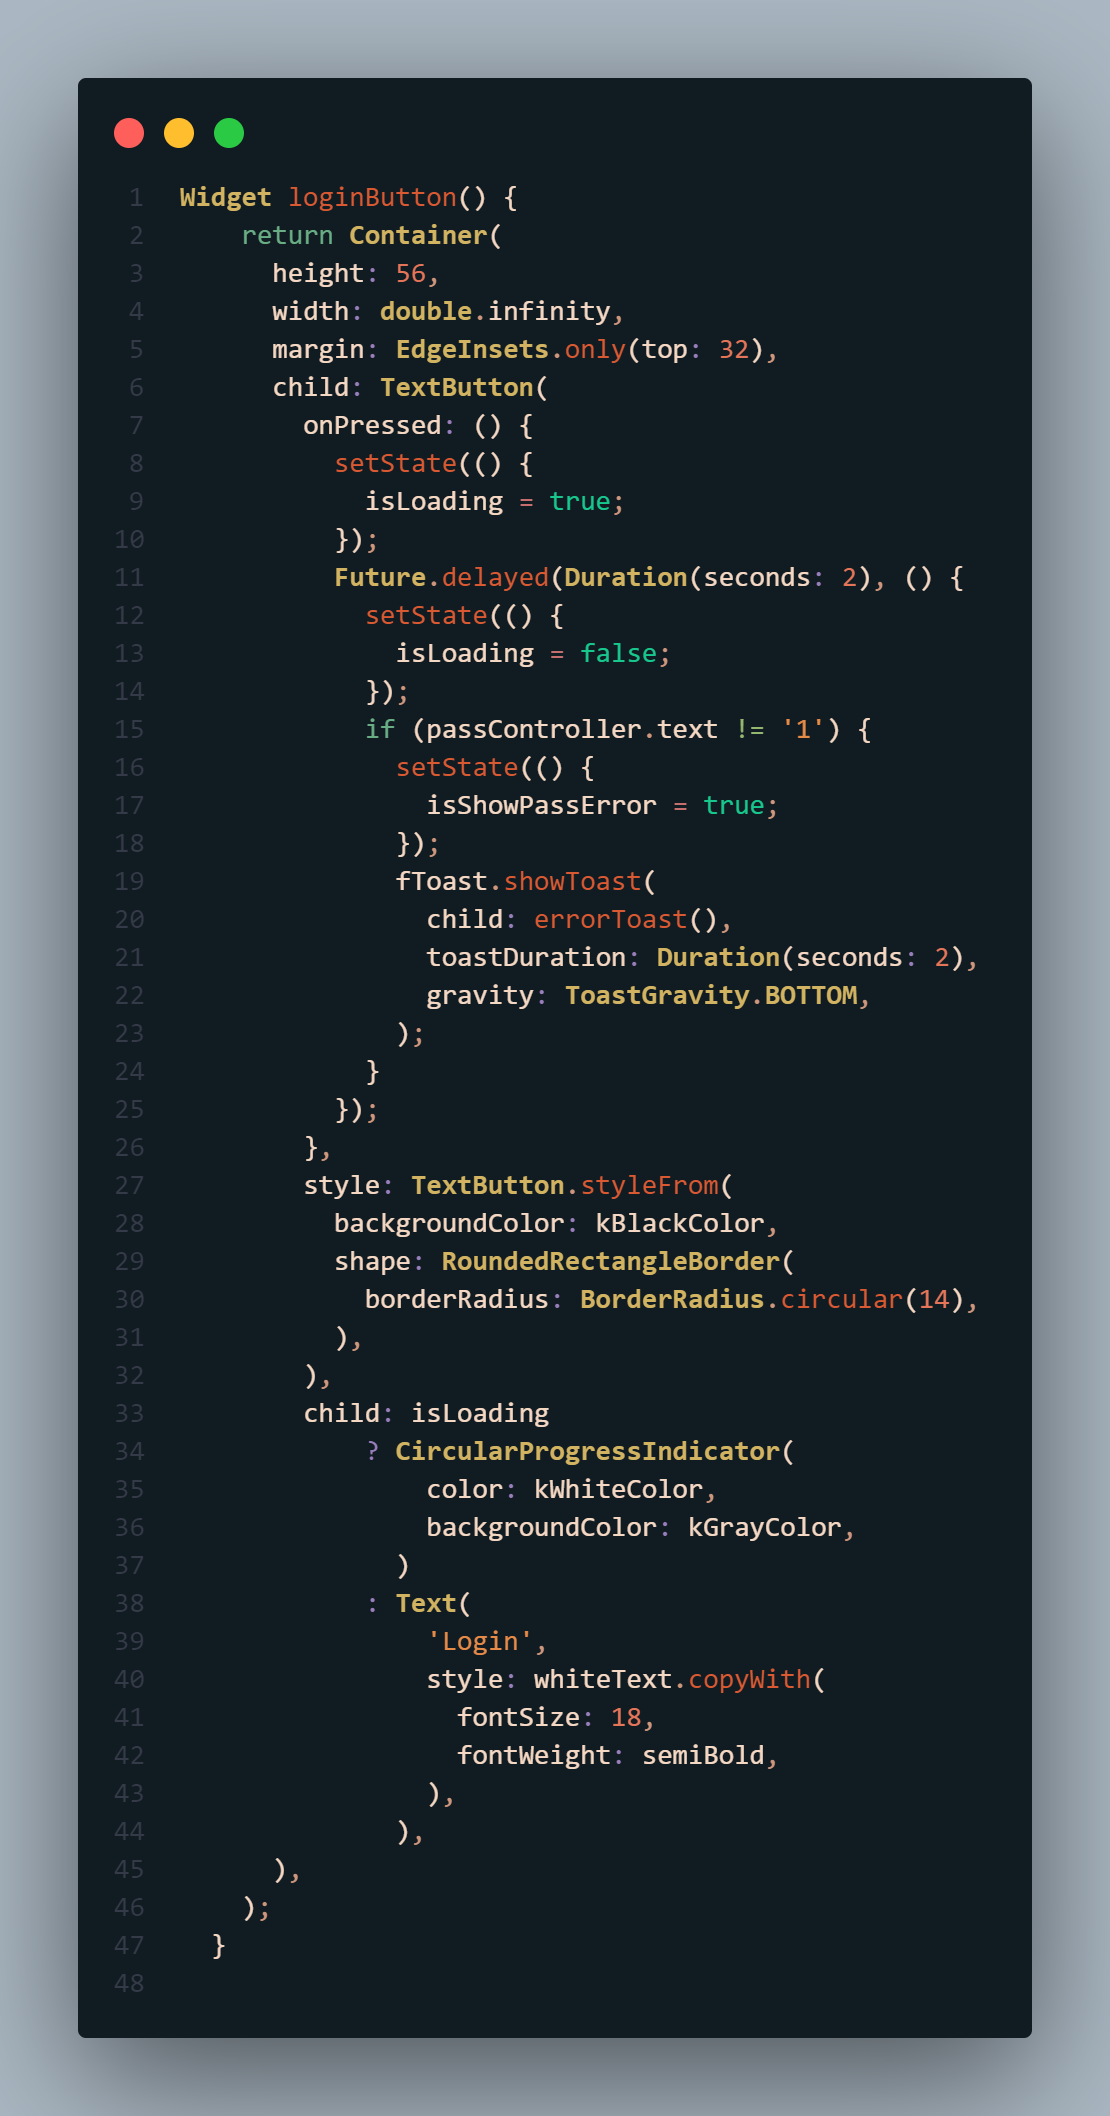 1 Widget loginButton() {
2     return Container(
3       height: 56,
4       width: double.infinity,
5       margin: EdgeInsets.only(top: 32),
6       child: TextButton(
7         onPressed: () {
8           setState(() {
9             isLoading = true;
10           });
11           Future.delayed(Duration(seconds: 2), () {
12             setState(() {
13               isLoading = false;
14             });
15             if (passController.text != '1') {
16               setState(() {
17                 isShowPassError = true;
18               });
19               fToast.showToast(
20                 child: errorToast(),
21                 toastDuration: Duration(seconds: 2),
22                 gravity: ToastGravity.BOTTOM,
23               );
24             }
25           });
26         },
27         style: TextButton.styleFrom(
28           backgroundColor: kBlackColor,
29           shape: RoundedRectangleBorder(
30             borderRadius: BorderRadius.circular(14),
31           ),
32         ),
33         child: isLoading
34             ? CircularProgressIndicator(
35                 color: kWhiteColor,
36                 backgroundColor: kGrayColor,
37               )
38             : Text(
39                 'Login',
40                 style: whiteText.copyWith(
41                   fontSize: 18,
42                   fontWeight: semiBold,
43                 ),
44               ),
45       ),
46     );
47   }
48